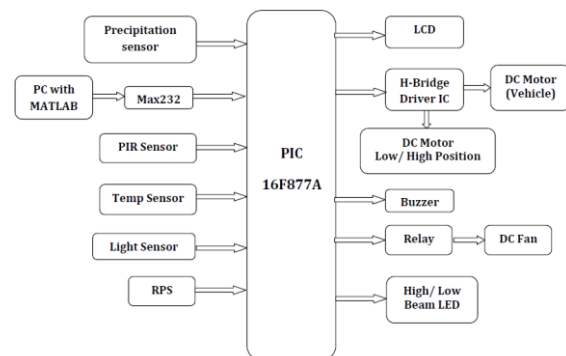 Precipitation
sensor
PC with
MATLAB
Max232
PIR Sensor
Temp Sensor
Light Sensor
RPS
PIC
16F877A
LCD
H-Bridge
Driver IC
DC Motor
(Vehicle)
DC Motor
Low/ High Position
Buzzer
Relay
DC Fan
High/ Low
Beam LED